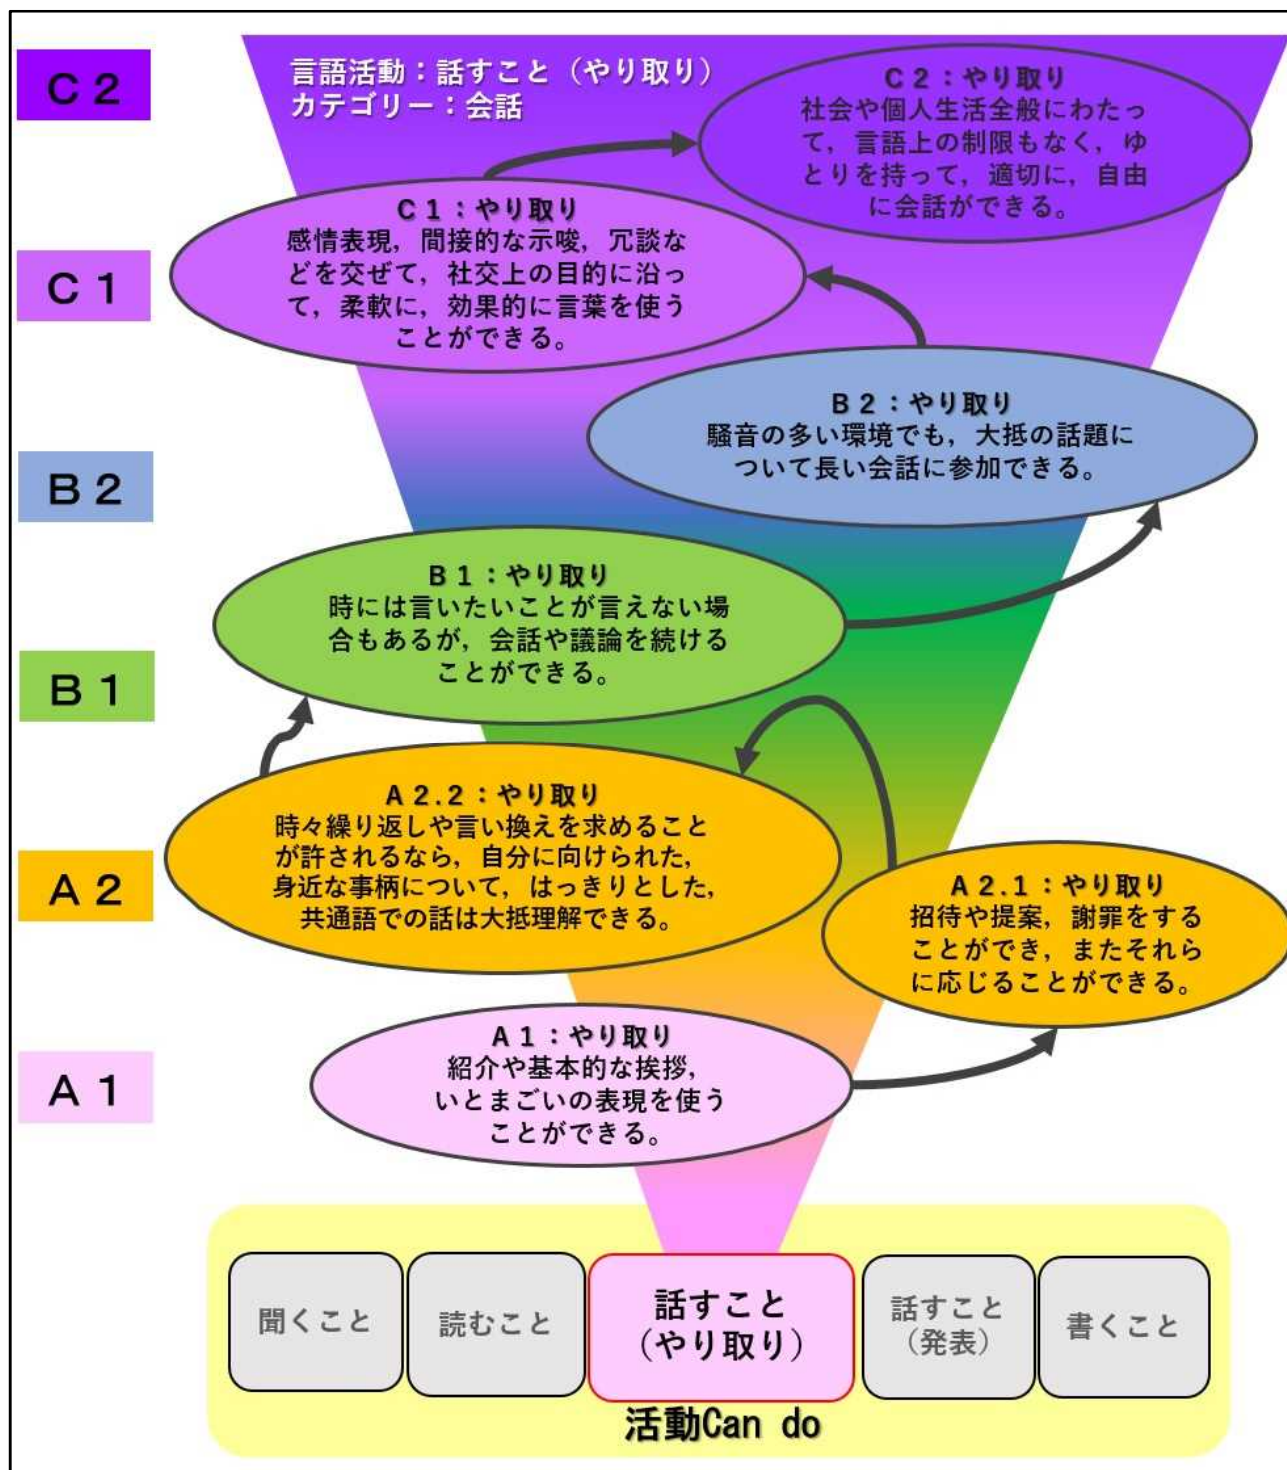 言語活動：話すこと（やり取り）
カテゴリー：会話
C2
C2：やり取り
社会や個人生活全般にわたっ
て，言語上の制限もなく，ゆ
とりを持って，適切に，自由
に会話ができる。
C1
C1：やり取り
感情表現，間接的な示唆，冗談な
どを交ぜて，社交上の目的に沿っ
て，柔軟に，効果的に言葉を使う
ことができる。
B2
B2：やり取り
騒音の多い環境でも，大抵の話題に
ついて長い会話に参加できる。
B1
B1：やり取り
時には言いたいことが言えない場
合もあるが，会話や議論を続ける
ことができる。
A2
A2.2：やり取り
時々繰り返しや言い換えを求めること
が許されるなら，自分に向けられた，
身近な事柄について，はっきりとした，
共通語での話は大抵理解できる。
A2.1：やり取り
招待や提案，謝罪をする
ことができ，またそれら
に応じることができる。
A1
A1：やり取り
紹介や基本的な挨拶，
いとまごいの表現を使う
ことができる。
聞くこと
読むこと
話すこと
（やり取り）
話すこと
（発表）
書くこと
活動Can do